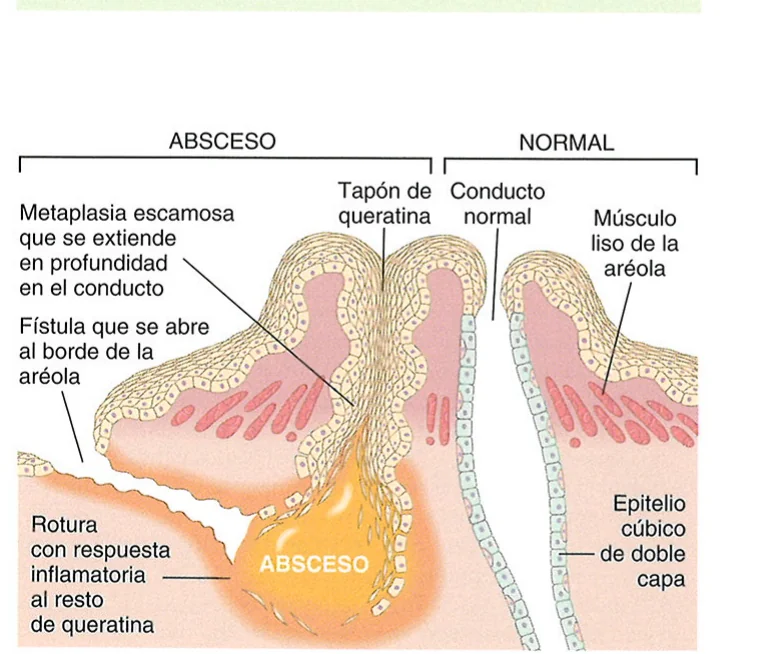 ABSCESO
NORMAL
Metaplasia escamosa
que se extiende
en profundidad
en el conducto
Tapón de
queratina
Conducto
normal
Músculo
liso de la
aréola
Fístula que se abre
al borde de la
aréola
Rotura
con respuesta
inflamatoria
al resto
de queratina
ABSCESO
Epitelio
cúbico
de doble
capa